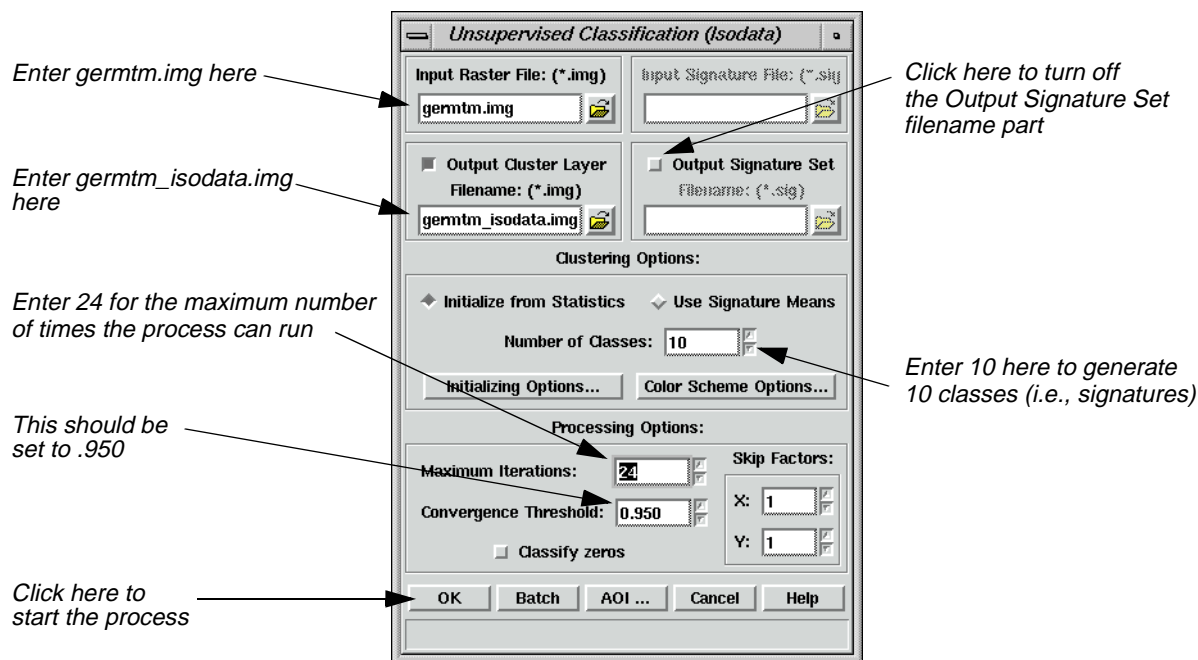 Unsupervised Classification (Isodata)
Enter germtm.img here
Input Raster File: (*.img)
Input Signature File: (*.sig
germtm.img
Click here to turn off
the Output Signature Set
filename part
Enter germtm_isodata.img
here
Output Cluster Layer
Filename: (*.img)
germtm_isodata.img
Output Signature Set
Filename: (*.sig)
Clustering Options:
Enter 24 for the maximum number
of times the process can run
Initialize from Statistics
Use Signature Means
Number of Classes: 10
Enter 10 here to generate
10 classes (i.e., signatures)
Initializing Options...
Color Scheme Options...
This should be
set to .950
Processing Options:
Maximum Iterations: 24
Convergence Threshold: 0.950
Classify zeros
Skip Factors:
X: 1
Y: 1
Click here to
start the process
OK
Batch
AOI ...
Cancel
Help